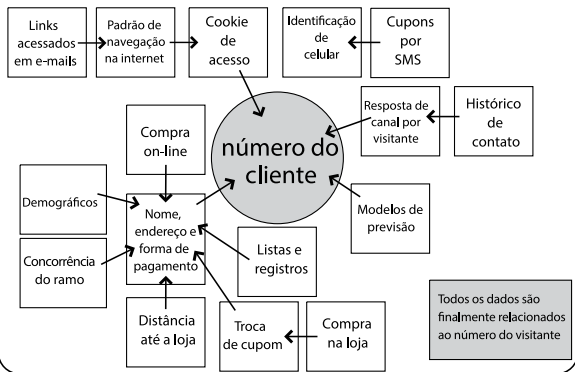 Links
acessados
em e-mails
Padrão de
navegação
na internet
Cookie
de
acesso
Identificação
de
celular
Cupons
por
SMS
Compra
on-line
número do
cliente
Resposta de
canal por
visitante
Histórico
de
contato
Demográficos
Nome,
endereço e
forma de
pagamento
Modelos de
previsão
Concorrência
do ramo
Listas e
registros
Distância
até a loja
Troca
de cupom
Compra
na loja
Todos os dados são
finalmente relacionados
ao número do visitante